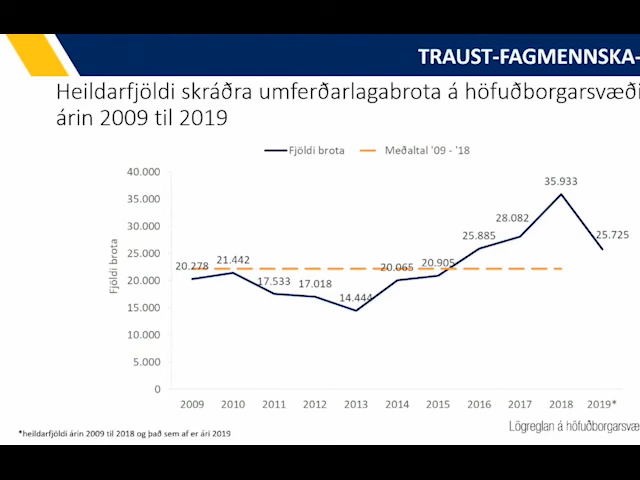 TRAUST-FAGMENNSKA-
Heildarfjöldi skráðra umferðarlagabrota á höfuðborgarsvæði
árin 2009 til 2019
Fjöldi brota
Meðaltal '09 - '18
40.000
35.000
30.000
25.000
20.000
15.000
10.000
5.000
0
Fjöldi brota
20.278
21.442
17.533
17.018
14.444
20.065
20.905
25.885
28.082
35.933
25.725
2009 2010 2011 2012 2013 2014 2015 2016 2017 2018 2019*
*heildarfjöldi árin 2009 til 2018 og það sem af er ári 2019
Lögreglan á höfuðborgarsvæ